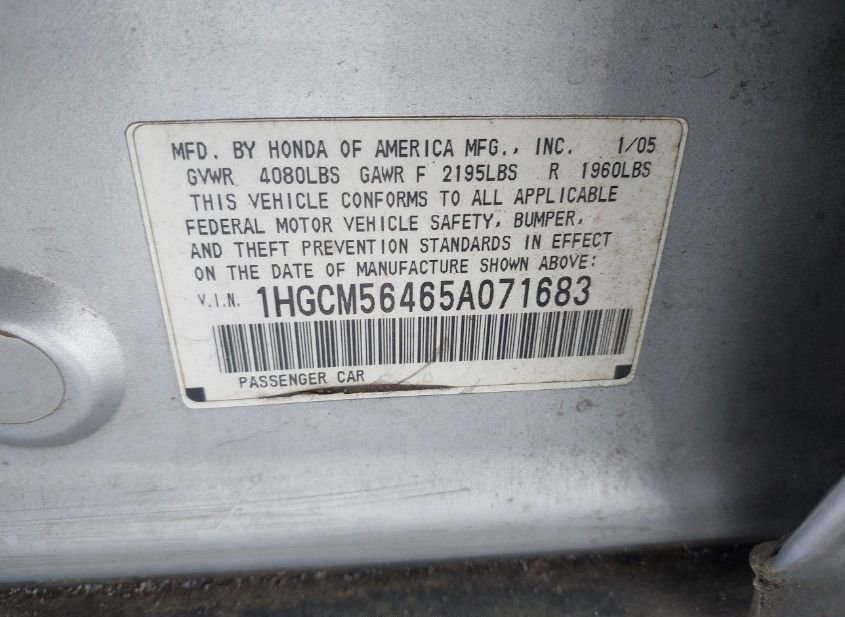 MFD. BY HONDA OF AMERICA MFG., INC. 1/05
GVWR 4080LBS GAWR F 2195LBS R 1960LBS
THIS VEHICLE CONFORMS TO ALL APPLICABLE
FEDERAL MOTOR VEHICLE SAFETY, BUMPER,
AND THEFT PREVENTION STANDARDS IN EFFECT
ON THE DATE OF MANUFACTURE SHOWN ABOVE:
V.I.N. 1HGCM56465A071683
PASSENGER CAR